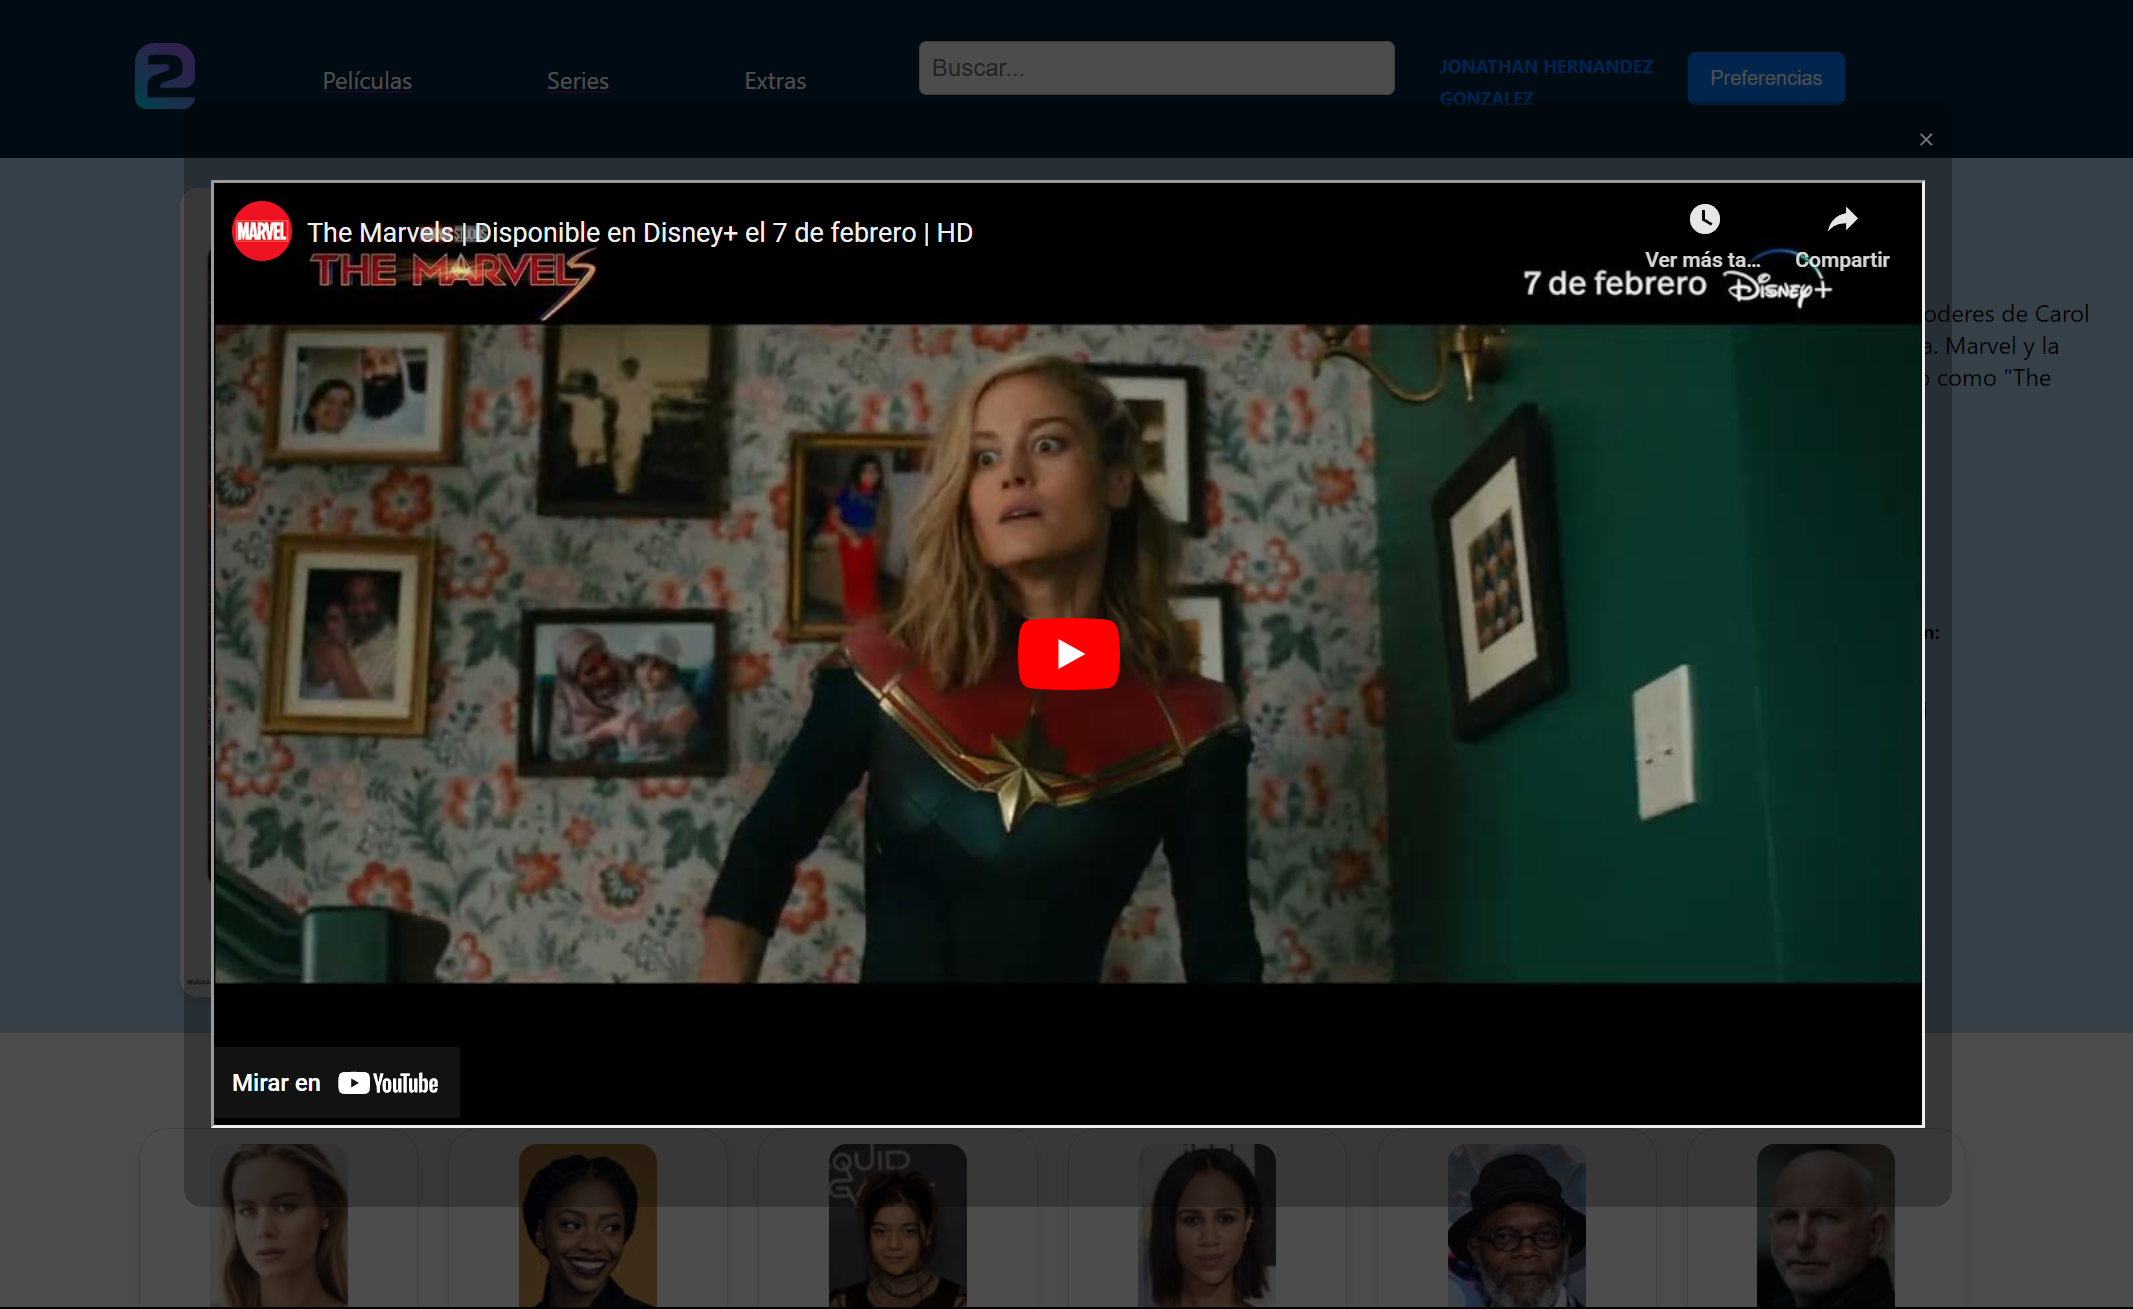 2
Películas
Series
Extras
Buscar...
JONATHAN HERNANDEZ
GONZALEZ
Preferencias
×
MARVEL
The Marvels | Disponible en Disney+ el 7 de febrero | HD
Ver más ta...
Compartir
THE MARVELS
7 de febrero Disney+
oderes de Carol
a. Marvel y la
o como "The
n:
Mirar en YouTube
QUID